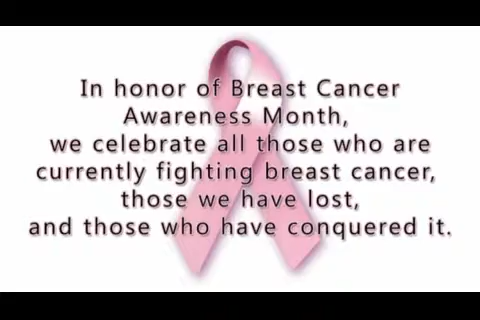 In honor of Breast Cancer
Awareness Month,
we celebrate all those who are
currently fighting breast cancer,
those we have lost,
and those who have conquered it.